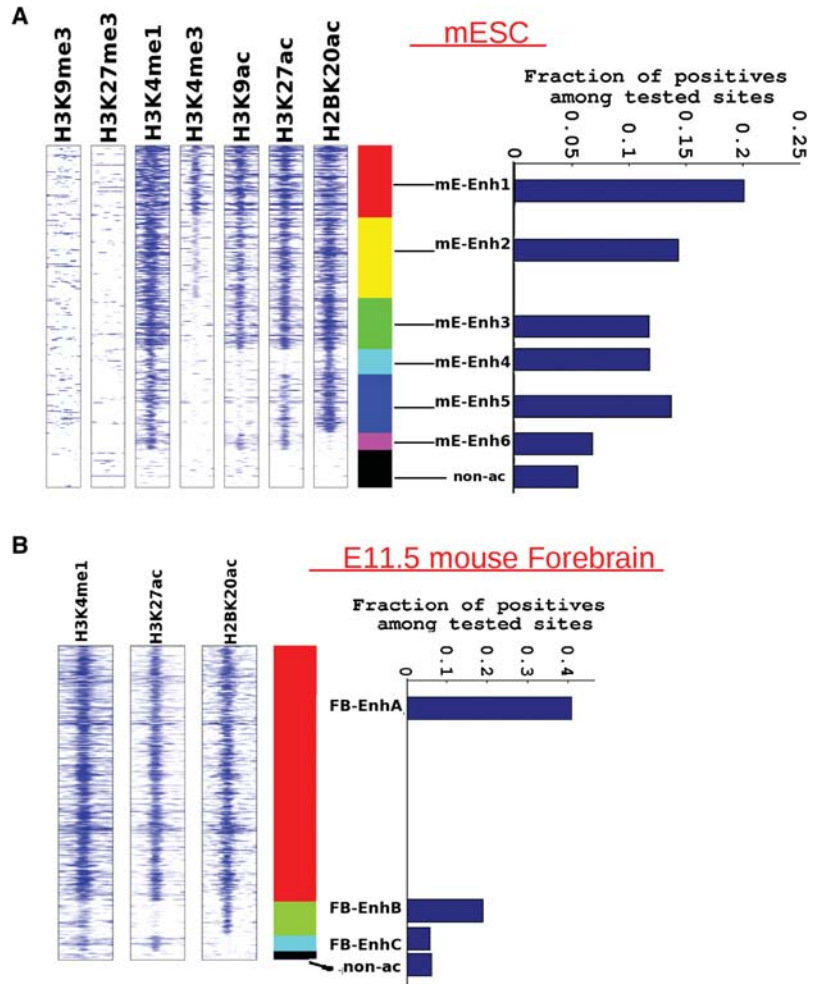 A
mESC
H3K9me3
H3K27me3
H3K4me1
H3K4me3
H3K9ac
H3K27ac
H2BK20ac
Fraction of positives
among tested sites
0
0.05
0.1
0.15
0.2
0.25
mE-Enh1
mE-Enh2
mE-Enh3
mE-Enh4
mE-Enh5
mE-Enh6
non-ac
B
E11.5 mouse Forebrain
H3K4me1
H3K27ac
H2BK20ac
Fraction of positives
among tested sites
0
0.1
0.2
0.3
0.4
FB-EnhA
FB-EnhB
FB-EnhC
non-ac